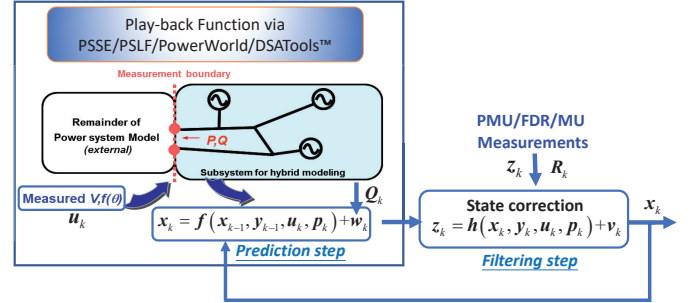 Play-back Function via
PSSE/PSLF/PowerWorld/DSATools™
Measurement boundary
Remainder of
Power system Model
(external)
P,Q
Subsystem for hybrid modeling
Measured V,f(θ)
u_k
Q_k
x_k = f(x_{k-1}, y_{k-1}, u_k, p_k)+w_k
Prediction step
PMU/FDR/MU
Measurements
z_k R_k
State correction
z_k = h(x_k, y_k, u_k, p_k)+v_k
Filtering step
x_k